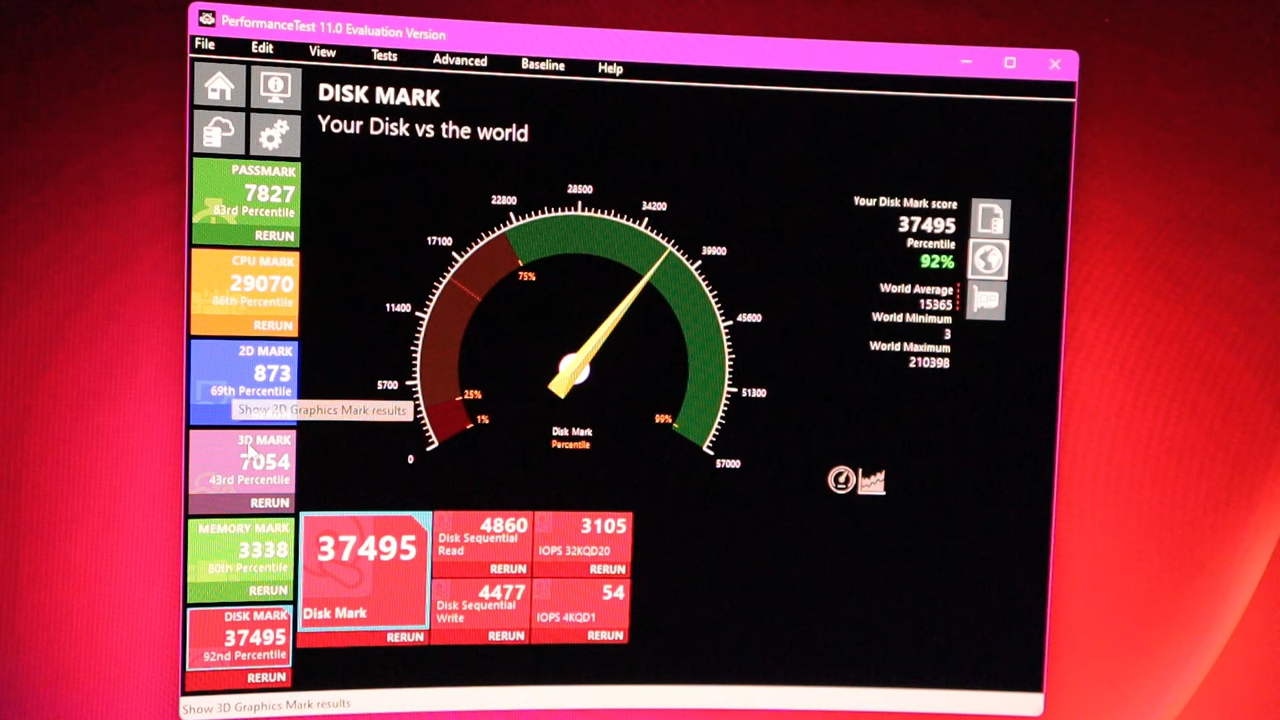 PerformanceTest 11.0 Evaluation Version
File Edit View Tests Advanced Baseline Help
DISK MARK
Your Disk vs the world
PASSMARK
7827
83rd Percentile
RERUN
CPU MARK
29070
86th Percentile
RERUN
2D MARK
873
69th Percentile
Show 3D Graphics Mark results
3D MARK
7054
43rd Percentile
RERUN
MEMORY MARK
3338
80th Percentile
RERUN
DISK MARK
37495
92nd Percentile
RERUN
0
5700
11400
17100
22800
28500
34200
39900
45600
51300
57000
1%
25%
75%
99%
Disk Mark
Percentile
Your Disk Mark score
37495
Percentile
92%
World Average
15365
World Minimum
3
World Maximum
210398
37495
Disk Mark
RERUN
4860
Disk Sequential
Read
RERUN
3105
IOPS 32KQD20
RERUN
4477
Disk Sequential
Write
RERUN
54
IOPS 4KQD1
RERUN
Show 3D Graphics Mark results